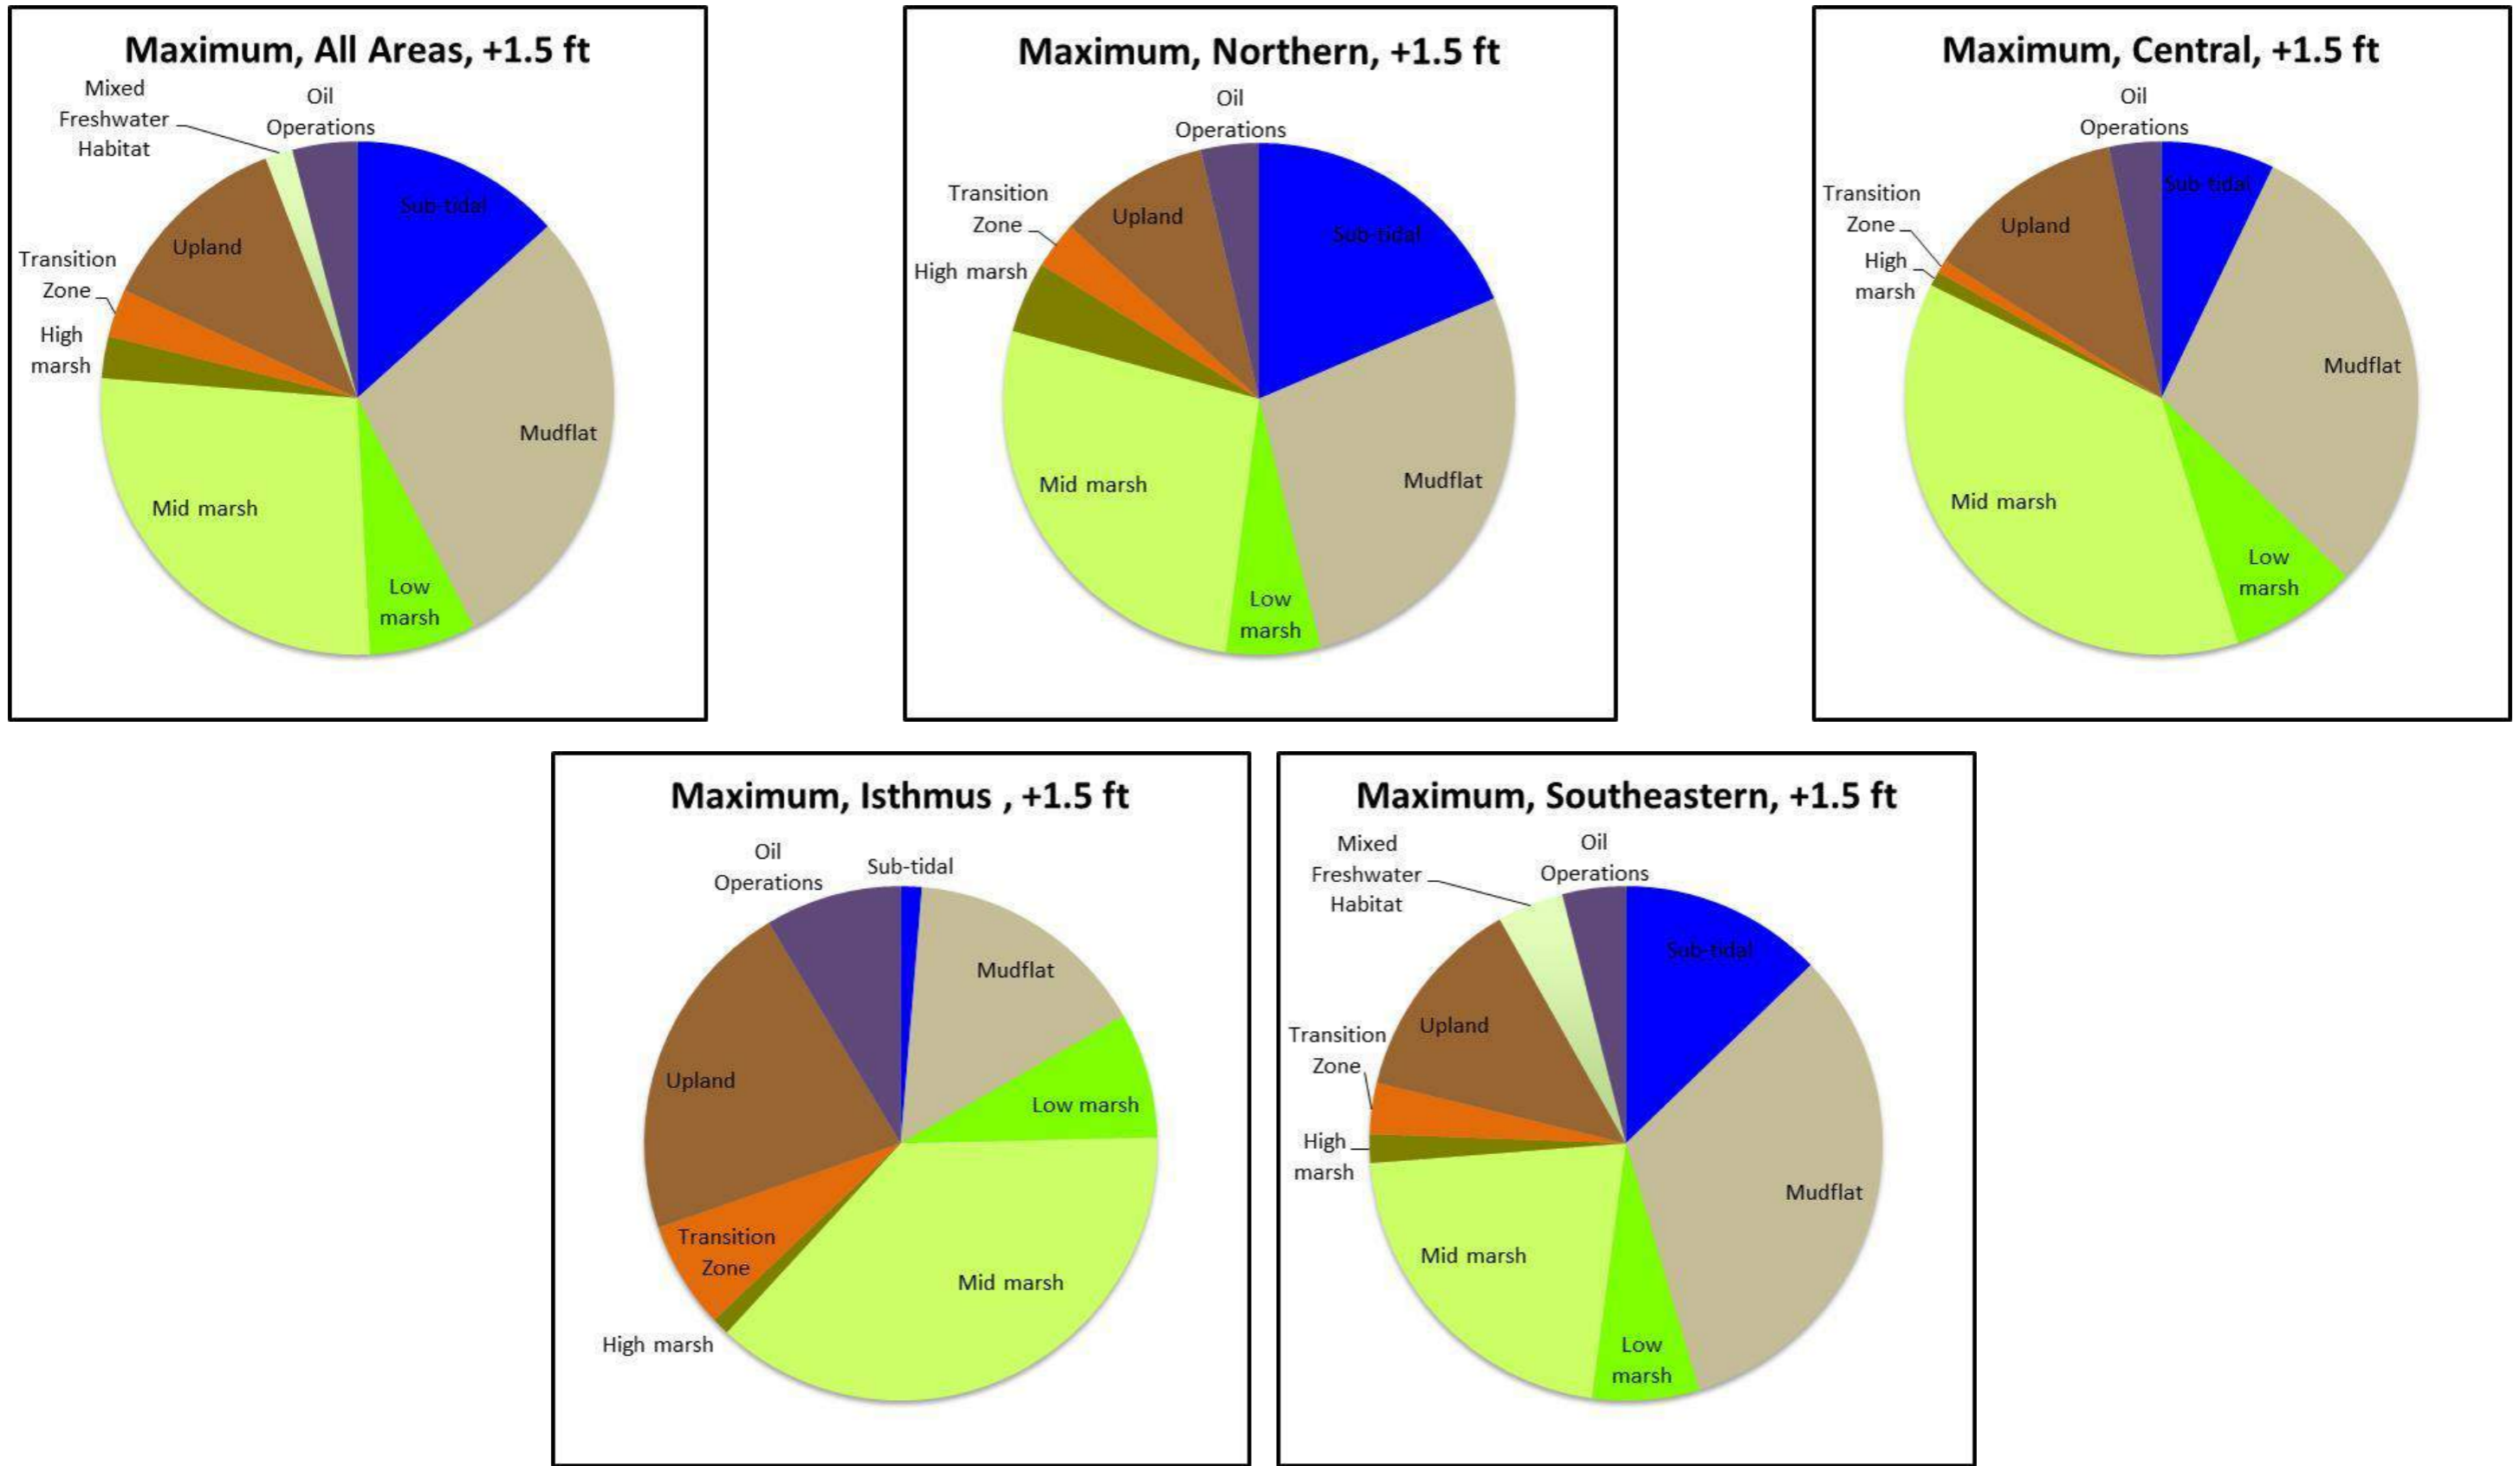 Maximum, All Areas, +1.5 ft
Mixed
Freshwater
Habitat
Oil
Operations
Sub-tidal
Upland
Transition
Zone
High
marsh
Mudflat
Mid marsh
Low
marsh
Maximum, Northern, +1.5 ft
Oil
Operations
Transition
Zone
Upland
Sub-tidal
High marsh
Mudflat
Mid marsh
Low
marsh
Maximum, Central, +1.5 ft
Oil
Operations
Sub-tidal
Transition
Zone
Upland
High
marsh
Mudflat
Mid marsh
Low
marsh
Maximum, Isthmus , +1.5 ft
Oil
Operations
Sub-tidal
Mudflat
Upland
Low marsh
Transition
Zone
Mid marsh
High marsh
Maximum, Southeastern, +1.5 ft
Mixed
Freshwater
Habitat
Oil
Operations
Sub-tidal
Upland
Transition
Zone
High
marsh
Mudflat
Mid marsh
Low
marsh